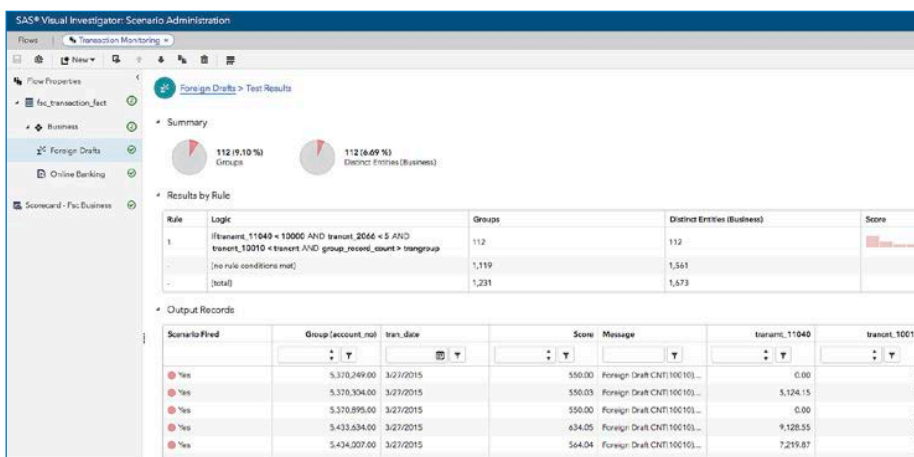 SAS® Visual Investigator: Scenario Administration
Flows
Transaction Monitoring ×
New
Flow Properties
Foreign Drafts > Test Results
fsc_transaction_fact
Summary
Business
112 (9.10 %)
Groups
112 (6.69 %)
Distinct Entities (Business)
Foreign Drafts
Online Banking
Results by Rule
Scorecard - Fsc Business
Rule Logic Groups Distinct Entities (Business) Score
1 If tranamt_11040 < 10000 AND trancnt_2066 < 5 AND
trancnt_10010 < trancnt AND group_record_count > trangroup 112 112
- (no rule conditions met) 1,119 1,561
- (total) 1,231 1,673
Output Records
Scenario Fired Group (account_no) tran_date Score Message tranamt_11040 trancnt_1001
Yes 5,370,249.00 3/27/2015 550.00 Foreign Draft CNT(10010)... 0.00
Yes 5,370,304.00 3/27/2015 550.03 Foreign Draft CNT(10010)... 5,124.15
Yes 5,370,895.00 3/27/2015 550.00 Foreign Draft CNT(10010)... 0.00
Yes 5,433,634.00 3/27/2015 634.05 Foreign Draft CNT(10010)... 9,128.55
Yes 5,434,007.00 3/27/2015 564.04 Foreign Draft CNT(10010)... 7,219.87